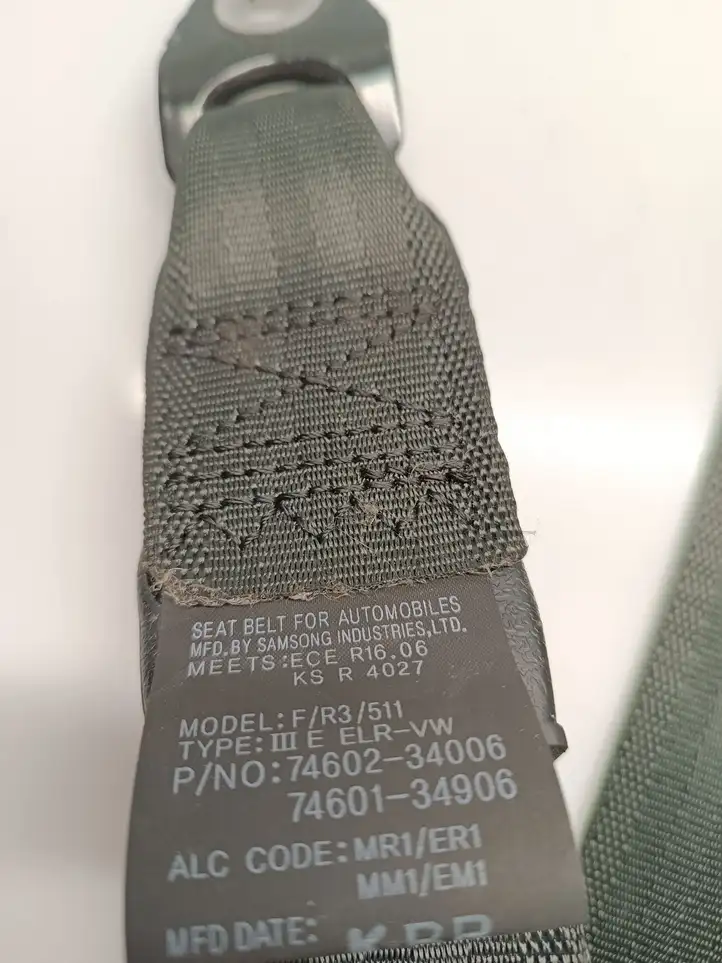 SEAT BELT FOR AUTOMOBILES
MFD. BY SAMSONG INDUSTRIES, LTD.
MEETS: ECE R16.06
KS R 4027
MODEL: F/R3/511
TYPE: III E ELR-VW
P/NO: 74602-34006
74601-34906
ALC CODE: MR1/ER1
MM1/EM1
MFD DATE: